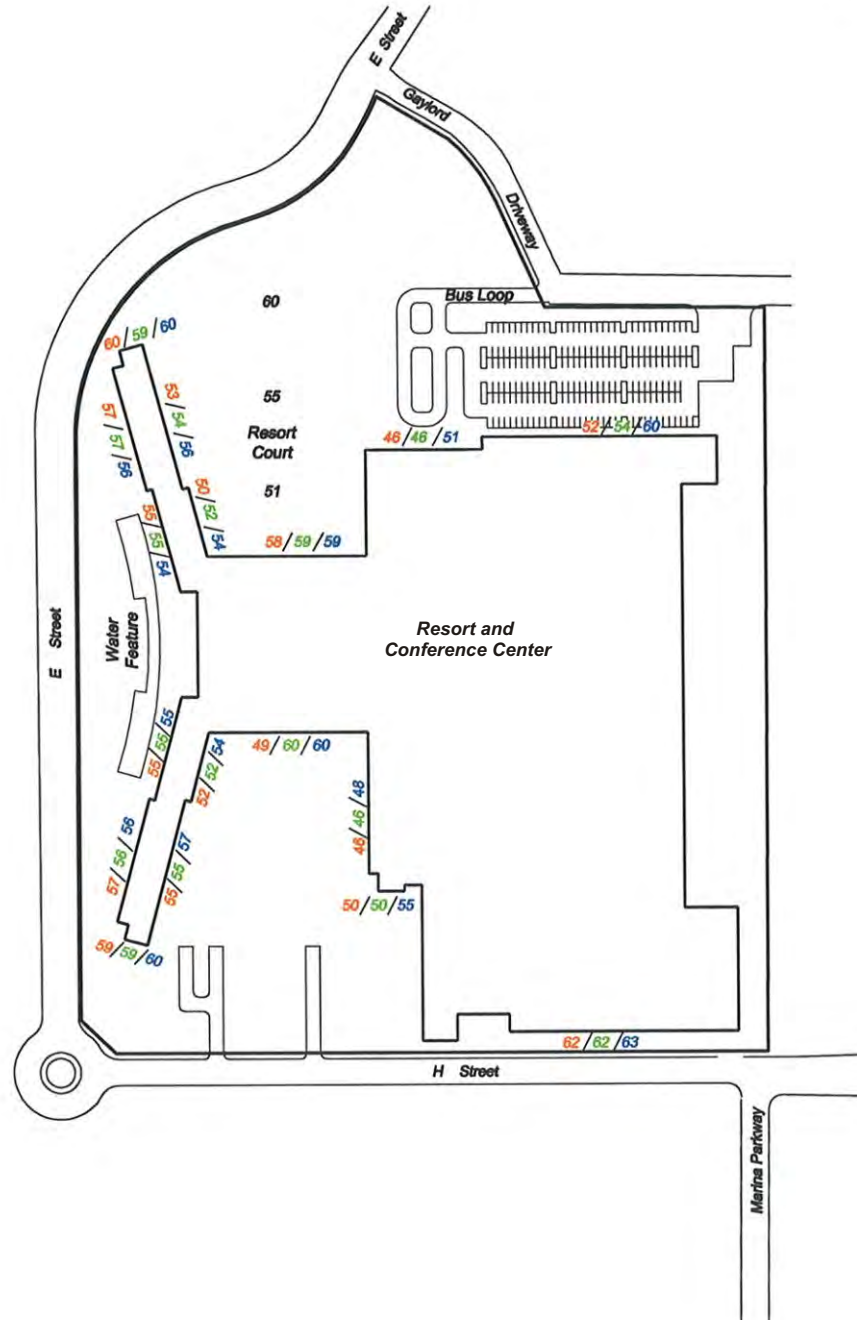 E Street
Gaylord
Driveway
60
Bus Loop
60/59/60
53/54/56
55
57/57/56
Resort
Court
46/46/51
52/54/60
51
50/52/54
55/55/54
58/59/59
E Street
Water
Feature
Resort and
Conference Center
55/55/55
52/52/54
49/60/60
46/46/48
57/56/56
55/55/57
50/50/55
59/59/60
62/62/63
H Street
Marina Parkway